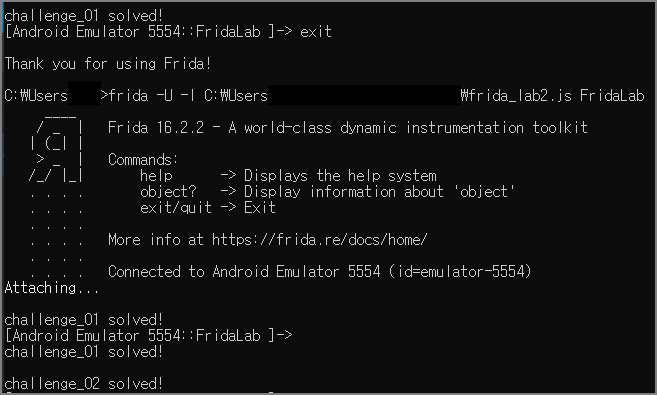 challenge_01 solved!
[Android Emulator 5554::FridaLab ]-> exit
Thank you for using Frida!
C:\Users >frida -U -l C:\Users \frida_lab2.js FridaLab
____
/ _  |   Frida 16.2.2 - A world-class dynamic instrumentation toolkit
| (_| |
> _  |   Commands:
/_/ |_|       help      -> Displays the help system
. . . .       object?   -> Display information about 'object'
. . . .       exit/quit -> Exit
. . . .
. . . .   More info at https://frida.re/docs/home/
. . . .
. . . .   Connected to Android Emulator 5554 (id=emulator-5554)
Attaching...
challenge_01 solved!
[Android Emulator 5554::FridaLab ]->
challenge_01 solved!
challenge_02 solved!